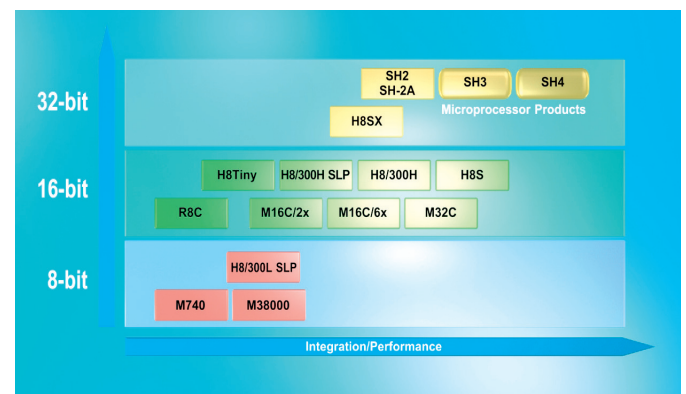 32-bit
SH2
SH-2A
SH3
SH4
Microprocessor Products
H8SX
16-bit
H8Tiny
H8/300H SLP
H8/300H
H8S
R8C
M16C/2x
M16C/6x
M32C
8-bit
H8/300L SLP
M740
M38000
Integration/Performance